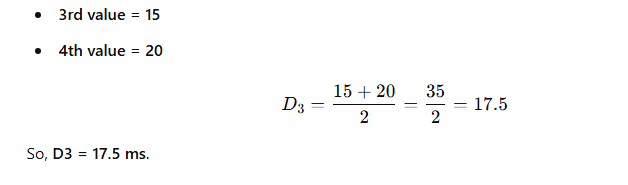 • 3rd value = 15
• 4th value = 20
D₃ = (15 + 20)/2 = 35/2 = 17.5
So, D3 = 17.5 ms.